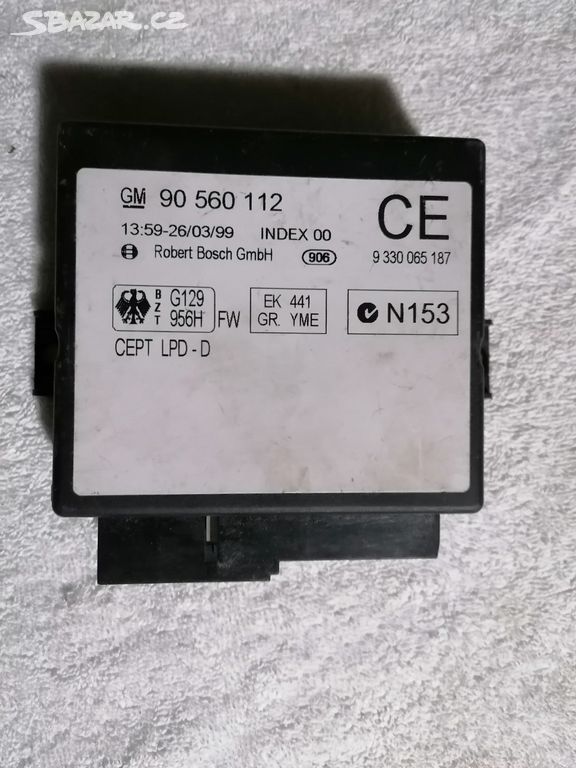 SBAZAR.CZ
GM 90 560 112
CE
13:59-26/03/99 INDEX 00
Robert Bosch GmbH 906
9 330 065 187
BZT G129 956H FW
EK 441
GR. YME
N153
CEPT LPD - D